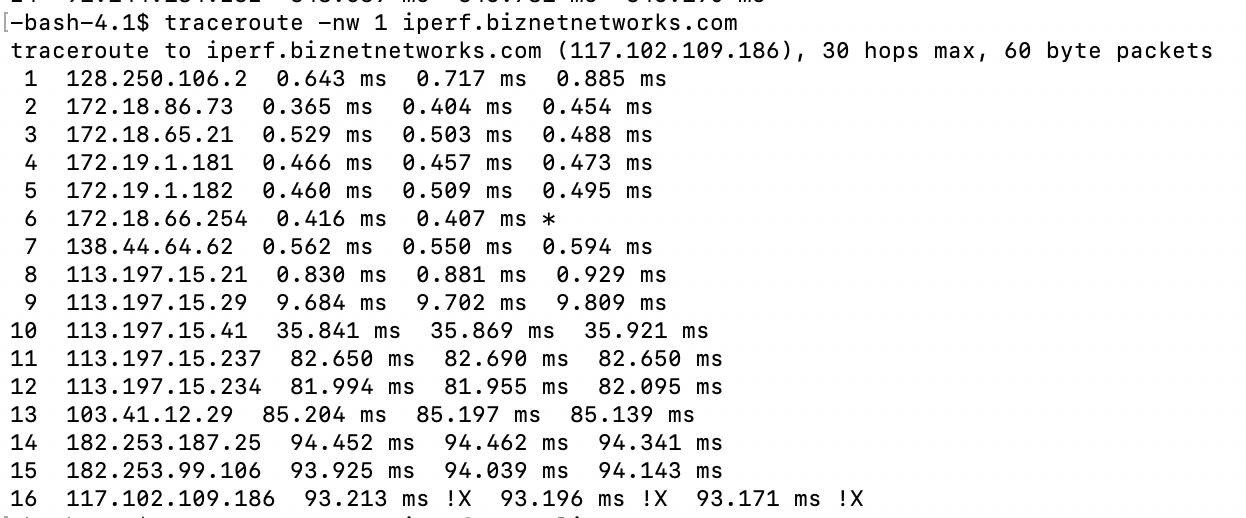 [-bash-4.1$ traceroute -nw 1 iperf.biznetnetworks.com
traceroute to iperf.biznetnetworks.com (117.102.109.186), 30 hops max, 60 byte packets
1 128.250.106.2 0.643 ms 0.717 ms 0.885 ms
2 172.18.86.73 0.365 ms 0.404 ms 0.454 ms
3 172.18.65.21 0.529 ms 0.503 ms 0.488 ms
4 172.19.1.181 0.466 ms 0.457 ms 0.473 ms
5 172.19.1.182 0.460 ms 0.509 ms 0.495 ms
6 172.18.66.254 0.416 ms 0.407 ms *
7 138.44.64.62 0.562 ms 0.550 ms 0.594 ms
8 113.197.15.21 0.830 ms 0.881 ms 0.929 ms
9 113.197.15.29 9.684 ms 9.702 ms 9.809 ms
10 113.197.15.41 35.841 ms 35.869 ms 35.921 ms
11 113.197.15.237 82.650 ms 82.690 ms 82.650 ms
12 113.197.15.234 81.994 ms 81.955 ms 82.095 ms
13 103.41.12.29 85.204 ms 85.197 ms 85.139 ms
14 182.253.187.25 94.452 ms 94.462 ms 94.341 ms
15 182.253.99.106 93.925 ms 94.039 ms 94.143 ms
16 117.102.109.186 93.213 ms !X 93.196 ms !X 93.171 ms !X